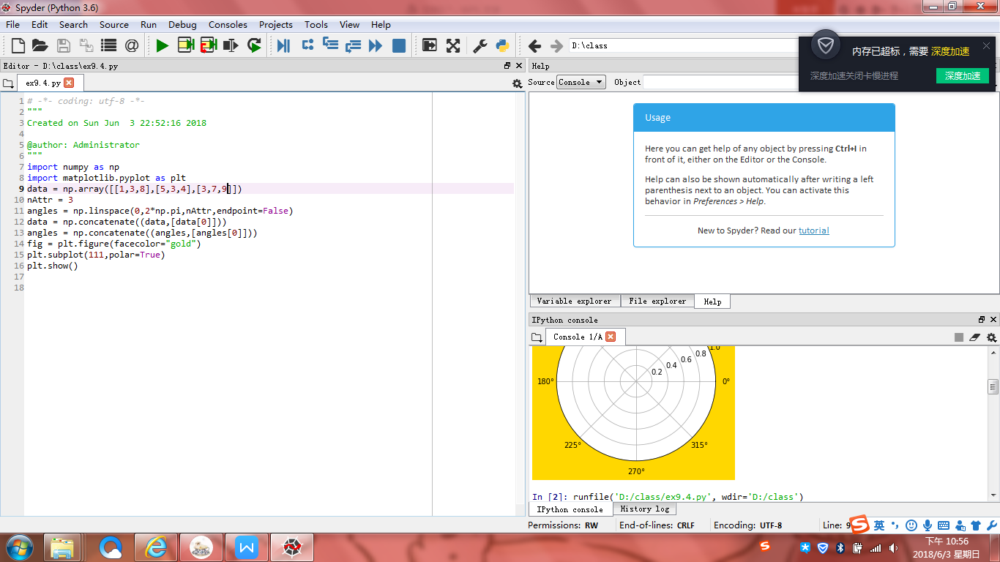 Spyder (Python 3.6)
File Edit Search Source Run Debug Consoles Projects Tools View Help
D:\class
内存已超标，需要 深度加速
深度加速关闭卡慢进程 深度加速
Editor - D:\class\ex9.4.py
ex9.4.py
1 # -*- coding: utf-8 -*-
2 """
3 Created on Sun Jun  3 22:52:16 2018
4
5 @author: Administrator
6 """
7 import numpy as np
8 import matplotlib.pyplot as plt
9 data = np.array([[1,3,8],[5,3,4],[3,7,9]])
10 nAttr = 3
11 angles = np.linspace(0,2*np.pi,nAttr,endpoint=False)
12 data = np.concatenate((data,[data[0]]))
13 angles = np.concatenate((angles,[angles[0]]))
14 fig = plt.figure(facecolor="gold")
15 plt.subplot(111,polar=True)
16 plt.show()
17
18
Help
Source Console Object
Usage
Here you can get help of any object by pressing Ctrl+I in
front of it, either on the Editor or the Console.
Help can also be shown automatically after writing a left
parenthesis next to an object. You can activate this
behavior in Preferences > Help.
New to Spyder? Read our tutorial
Variable explorer File explorer Help
IPython console
Console 1/A
1.0
0.8
0.6
0.4
0.2
180° 0°
225° 315°
270°
In [2]: runfile('D:/class/ex9.4.py', wdir='D:/class')
IPython console History log
Permissions: RW End-of-lines: CRLF Encoding: UTF-8 Line: 9
英
下午 10:56
2018/6/3 星期日